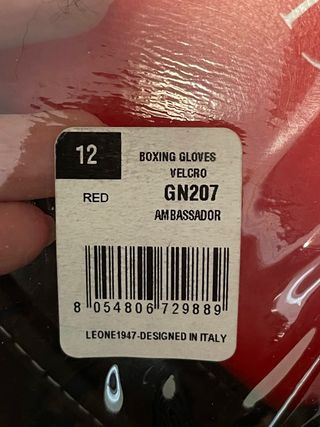 12
RED
BOXING GLOVES
VELCRO
GN207
AMBASSADOR
8 054806 729889
LEONE1947-DESIGNED IN ITALY